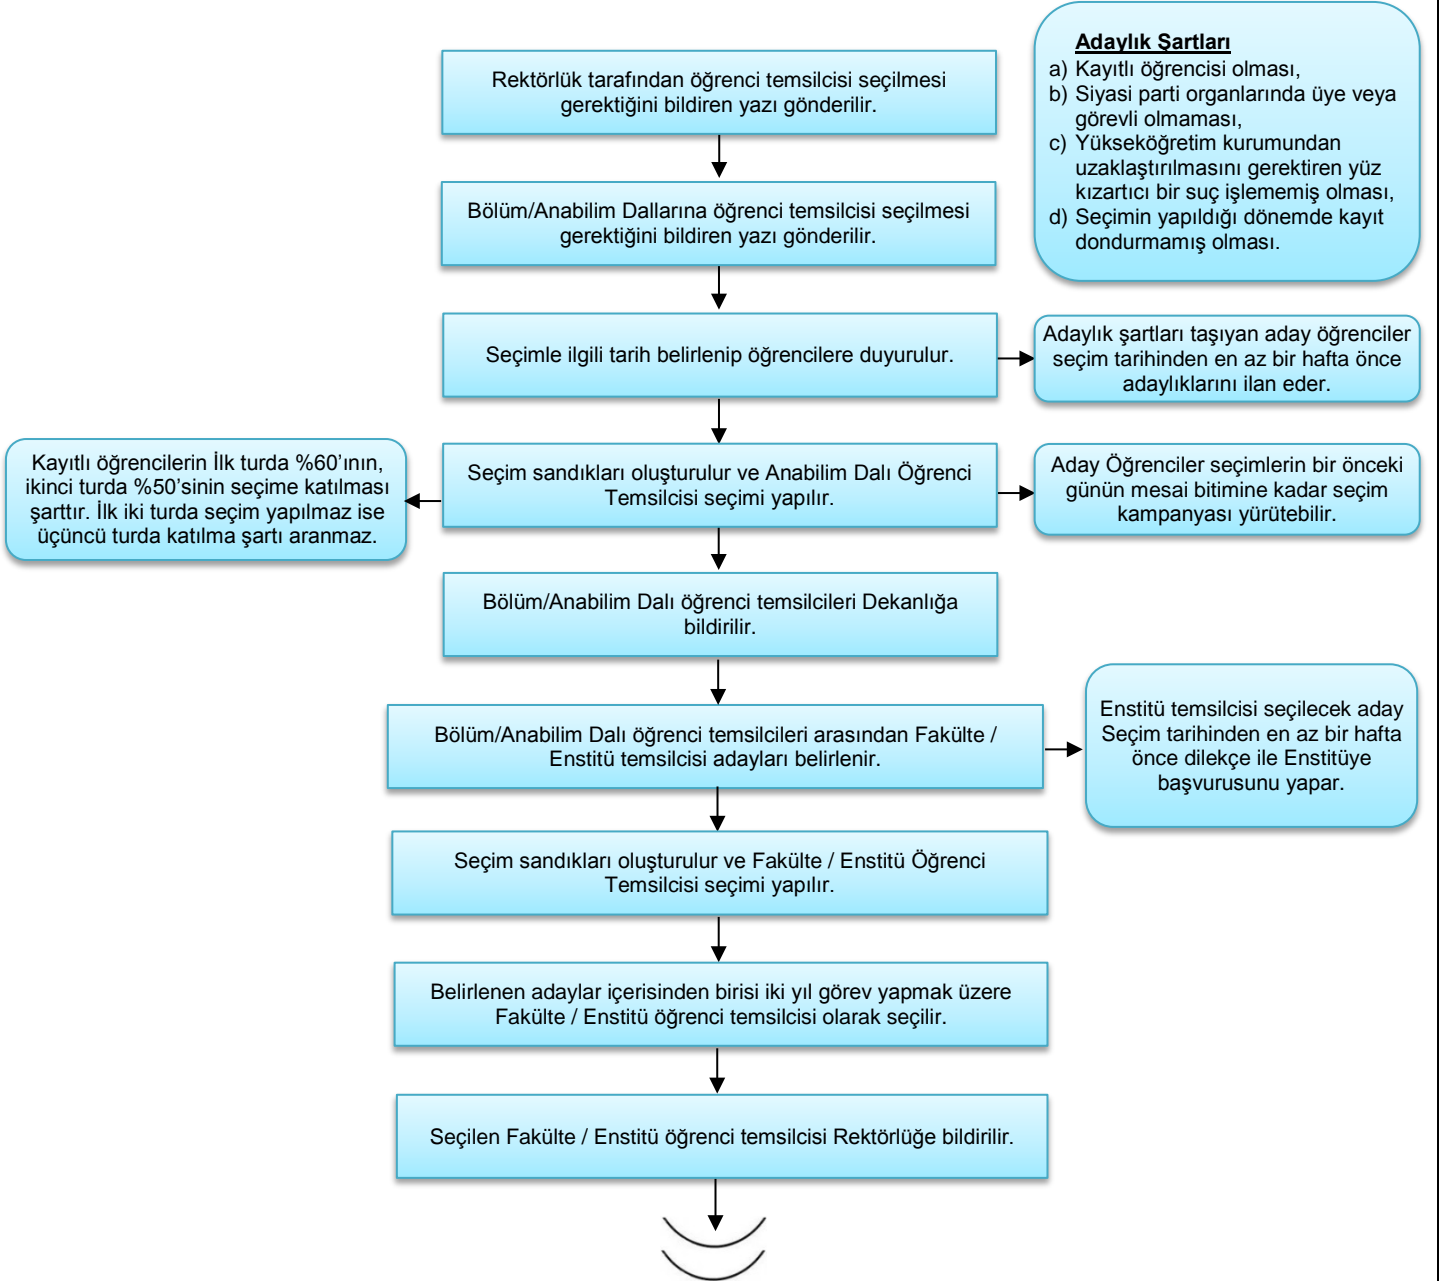 Adaylık Şartları
a) Kayıtlı öğrencisi olması,
b) Siyasi parti organlarında üye veya
görevli olmaması,
c) Yükseköğretim kurumundan
uzaklaştırılmasını gerektiren yüz
kızartıcı bir suç işlememiş olması,
d) Seçimin yapıldığı dönemde kayıt
dondurmamış olması.
Rektörlük tarafından öğrenci temsilcisi seçilmesi
gerektiğini bildiren yazı gönderilir.
Bölüm/Anabilim Dallarına öğrenci temsilcisi seçilmesi
gerektiğini bildiren yazı gönderilir.
Seçimle ilgili tarih belirlenip öğrencilere duyurulur.
Adaylık şartları taşıyan aday öğrenciler
seçim tarihinden en az bir hafta önce
adaylıklarını ilan eder.
Kayıtlı öğrencilerin İlk turda %60’ının,
ikinci turda %50’sinin seçime katılması
şarttır. İlk iki turda seçim yapılmaz ise
üçüncü turda katılma şartı aranmaz.
Seçim sandıkları oluşturulur ve Anabilim Dalı Öğrenci
Temsilcisi seçimi yapılır.
Aday Öğrenciler seçimlerin bir önceki
günün mesai bitimine kadar seçim
kampanyası yürütebilir.
Bölüm/Anabilim Dalı öğrenci temsilcileri Dekanlığa
bildirilir.
Bölüm/Anabilim Dalı öğrenci temsilcileri arasından Fakülte /
Enstitü temsilcisi adayları belirlenir.
Enstitü temsilcisi seçilecek aday
Seçim tarihinden en az bir hafta
önce dilekçe ile Enstitüye
başvurusunu yapar.
Seçim sandıkları oluşturulur ve Fakülte / Enstitü Öğrenci
Temsilcisi seçimi yapılır.
Belirlenen adaylar içerisinden birisi iki yıl görev yapmak üzere
Fakülte / Enstitü öğrenci temsilcisi olarak seçilir.
Seçilen Fakülte / Enstitü öğrenci temsilcisi Rektörlüğe bildirilir.